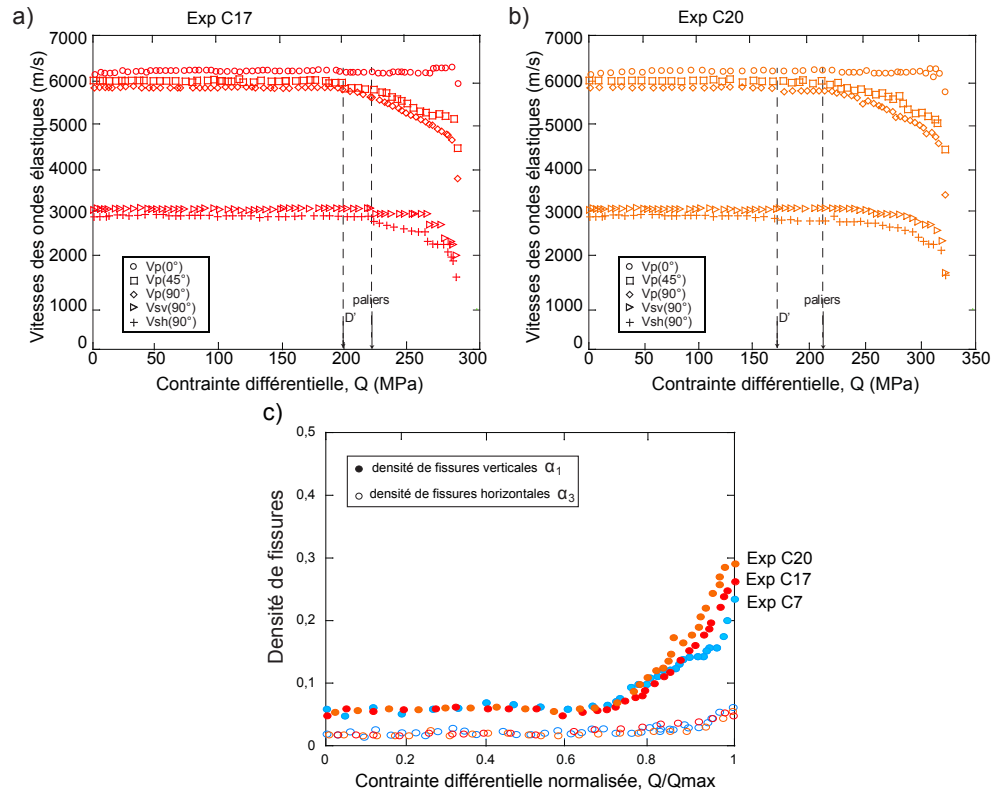 a)
Exp C17
Vitesses des ondes élastiques (m/s)
7000
6000
5000
4000
3000
2000
1000
0
Vp(0°)
Vp(45°)
Vp(90°)
Vsv(90°)
Vsh(90°)
paliers
D'
0 50 100 150 200 250 300
Contrainte différentielle, Q (MPa)
b)
Exp C20
Vitesses des ondes élastiques (m/s)
7000
6000
5000
4000
3000
2000
1000
0
Vp(0°)
Vp(45°)
Vp(90°)
Vsv(90°)
Vsh(90°)
paliers
D'
0 50 100 150 200 250 300 350
Contrainte différentielle, Q (MPa)
c)
Densité de fissures
0,5
0,4
0,3
0,2
0,1
0
densité de fissures verticales α1
densité de fissures horizontales α3
Exp C20
Exp C17
Exp C7
0 0.2 0.4 0.6 0.8 1
Contrainte différentielle normalisée, Q/Qmax